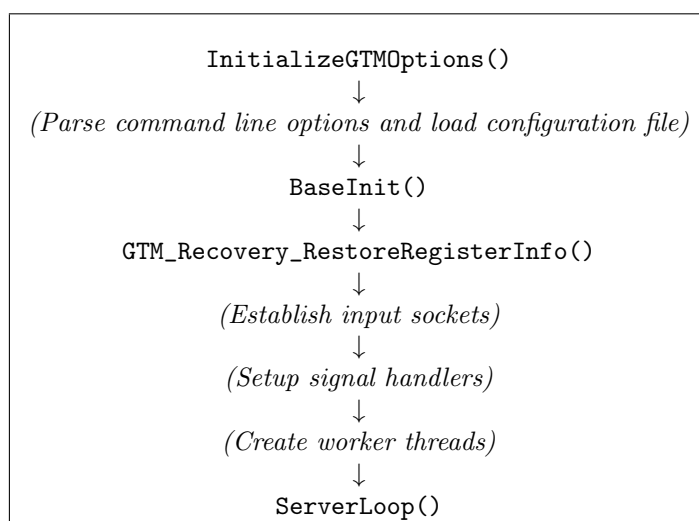 InitializeGTMOptions()
↓
(Parse command line options and load configuration file)
↓
BaseInit()
↓
GTM_Recovery_RestoreRegisterInfo()
↓
(Establish input sockets)
↓
(Setup signal handlers)
↓
(Create worker threads)
↓
ServerLoop()